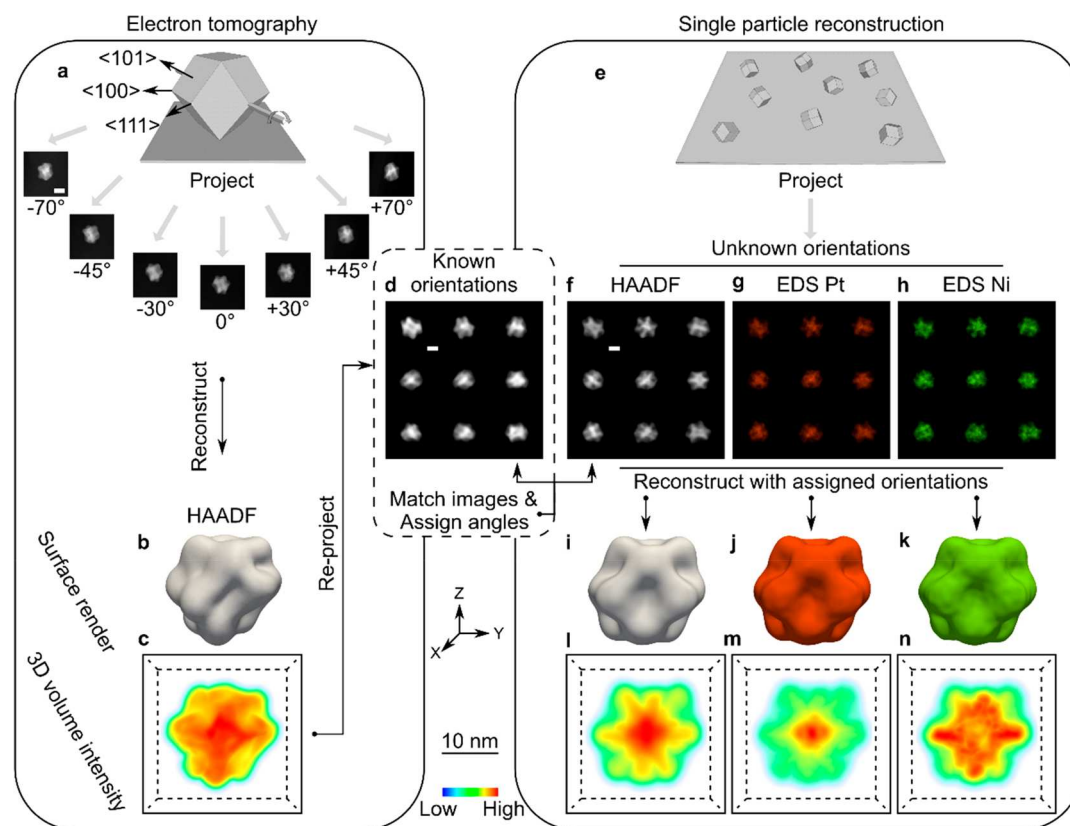 Electron tomography
Single particle reconstruction
a
<101>
<100>
<111>
Project
-70°
-45°
-30°
0°
+30°
+45°
+70°
Reconstruct
HAADF
b
Surface render
c
3D volume intensity
Re-project
e
Project
Unknown orientations
Known
orientations
d
f HAADF
g EDS Pt
h EDS Ni
Match images &
Assign angles
Reconstruct with assigned orientations
i
j
k
Z
Y
X
l
m
n
10 nm
Low High